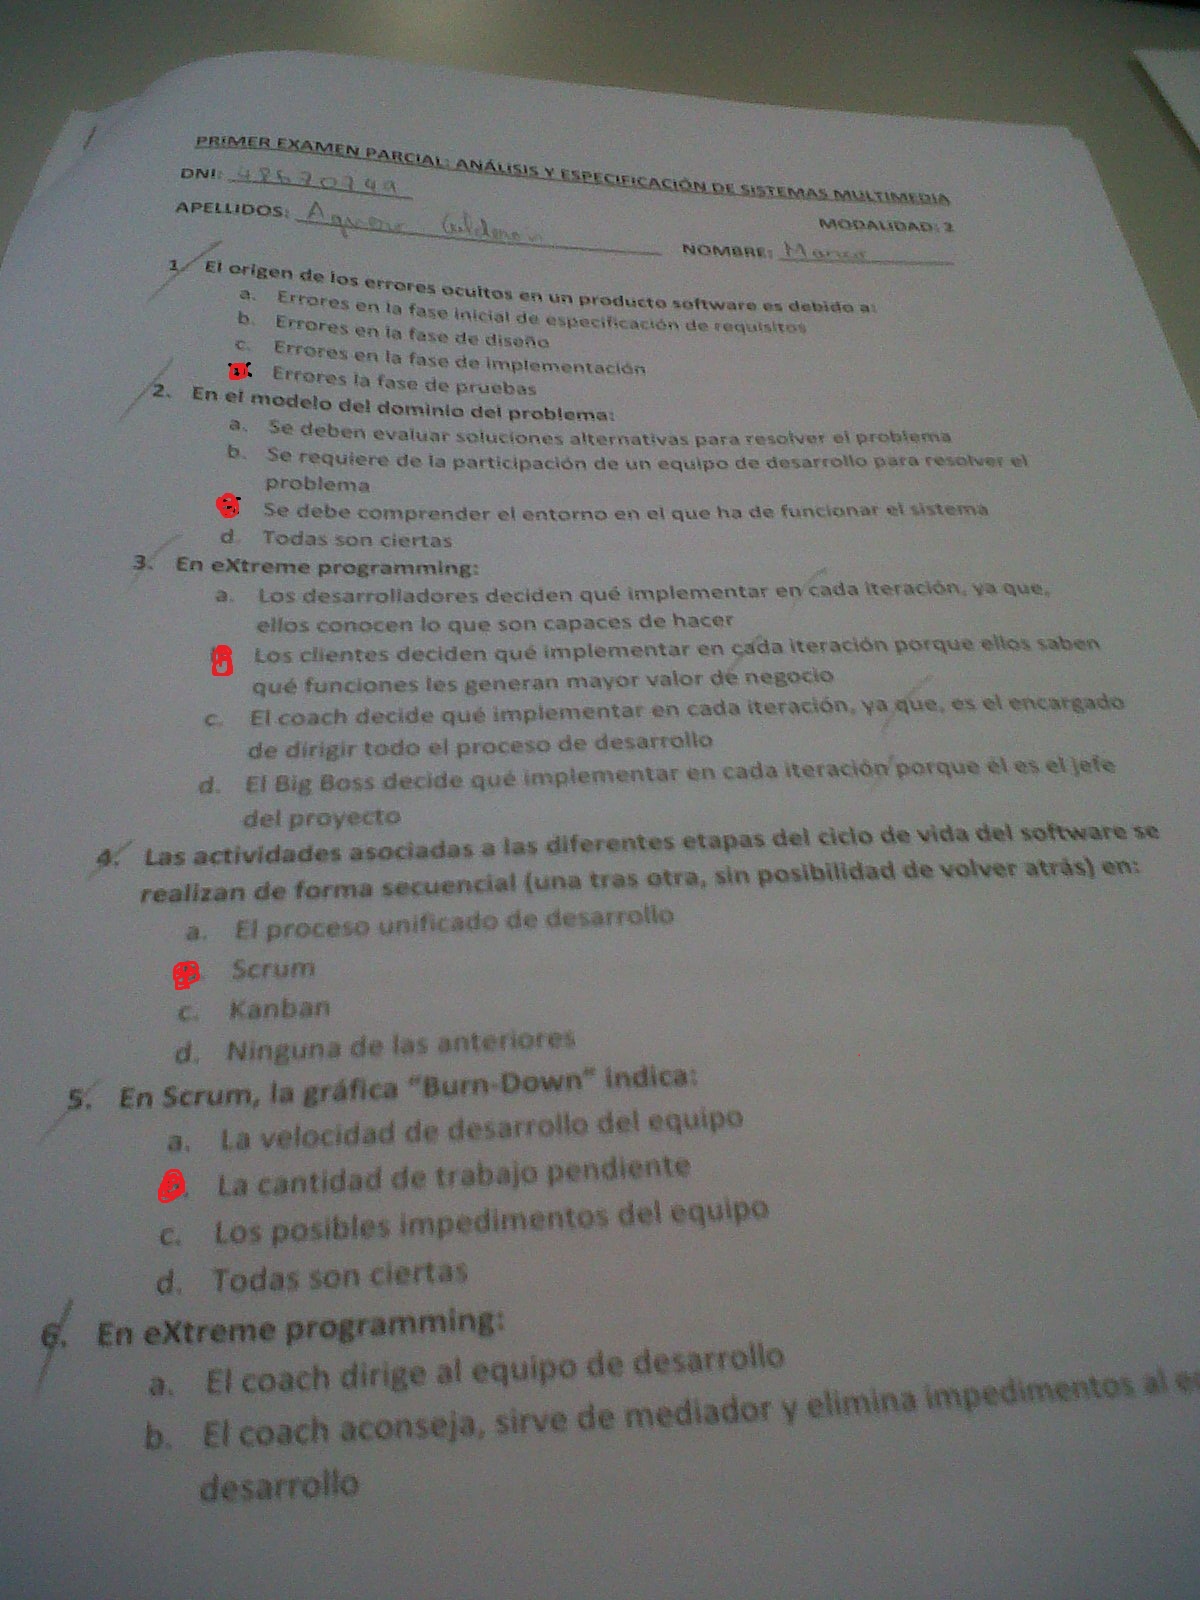 PRIMER EXAMEN PARCIAL: ANÁLISIS Y ESPECIFICACIÓN DE SISTEMAS MULTIMEDIA
DNI:
MODALIDAD: 2
APELLIDOS:
NOMBRE:
1. El origen de los errores ocultos en un producto software es debido a:
a. Errores en la fase inicial de especificación de requisitos
b. Errores en la fase de diseño
c. Errores en la fase de implementación
Errores la fase de pruebas
2. En el modelo del dominio del problema:
a. Se deben evaluar soluciones alternativas para resolver el problema
b. Se requiere de la participación de un equipo de desarrollo para resolver el
problema
Se debe comprender el entorno en el que ha de funcionar el sistema
d. Todas son ciertas
3. En eXtreme programming:
a. Los desarrolladores deciden qué implementar en cada iteración, ya que,
ellos conocen lo que son capaces de hacer
Los clientes deciden qué implementar en cada iteración porque ellos saben
qué funciones les generan mayor valor de negocio
c. El coach decide qué implementar en cada iteración, ya que, es el encargado
de dirigir todo el proceso de desarrollo
d. El Big Boss decide qué implementar en cada iteración porque él es el jefe
del proyecto
4. Las actividades asociadas a las diferentes etapas del ciclo de vida del software se
realizan de forma secuencial (una tras otra, sin posibilidad de volver atrás) en:
a. El proceso unificado de desarrollo
Scrum
c. Kanban
d. Ninguna de las anteriores
5. En Scrum, la gráfica "Burn-Down" indica:
a. La velocidad de desarrollo del equipo
La cantidad de trabajo pendiente
c. Los posibles impedimentos del equipo
d. Todas son ciertas
6. En eXtreme programming:
a. El coach dirige al equipo de desarrollo
b. El coach aconseja, sirve de mediador y elimina impedimentos al
desarrollo